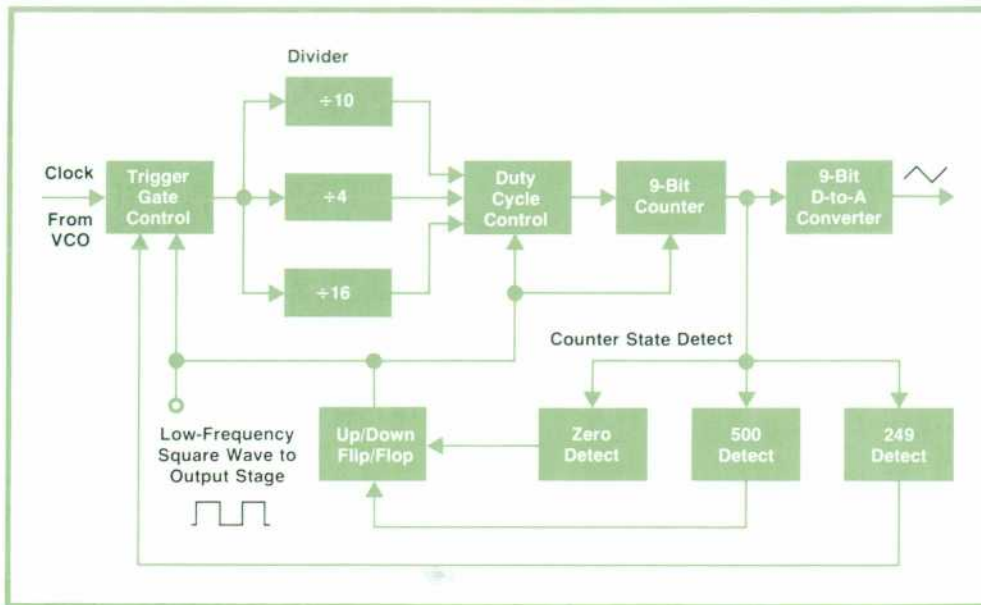 Divider
÷10
Clock
From
VCO
Trigger
Gate
Control
÷4
Duty
Cycle
Control
9-Bit
Counter
9-Bit
D-to-A
Converter
÷16
Counter State Detect
Low-Frequency
Square Wave to
Output Stage
Up/Down
Flip/Flop
Zero
Detect
500
Detect
249
Detect